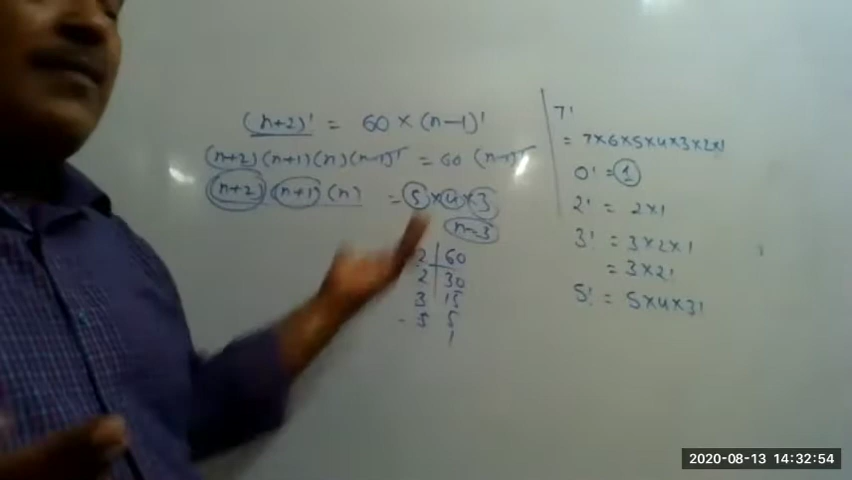 (n+2)! = 60 × (n-1)!
(n+2)(n+1)(n)(n-1)! = 60 (n-1)!
(n+2) (n+1) (n) = 5 × 4 × 3
n=3
2 | 60
2 | 30
3 | 15
5 | 5
1
7!
= 7×6×5×4×3×2×1
0! = 1
2! = 2×1
3! = 3×2×1
= 3×2!
5! = 5×4×3!
2020-08-13 14:32:54